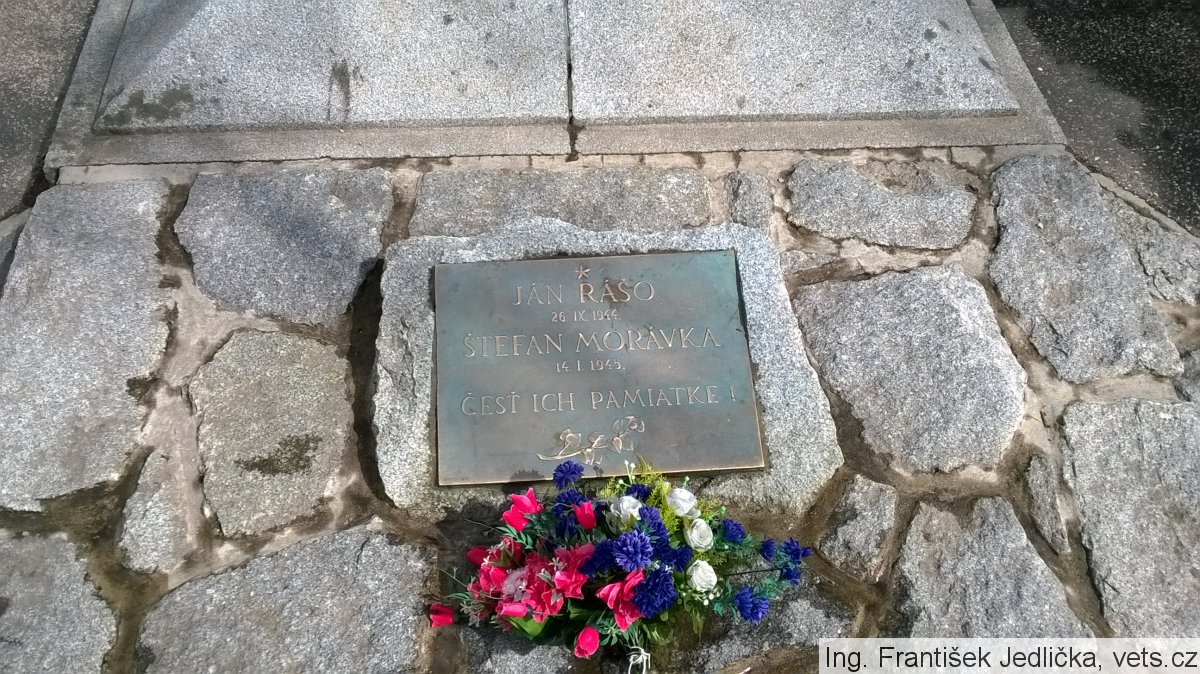 JÁN RÁŠO
26. IX. 1944.
ŠTEFAN MORÁVKA
14. I. 1945.
ČESŤ ICH PAMIATKE !
Ing. František Jedlička, vets.cz